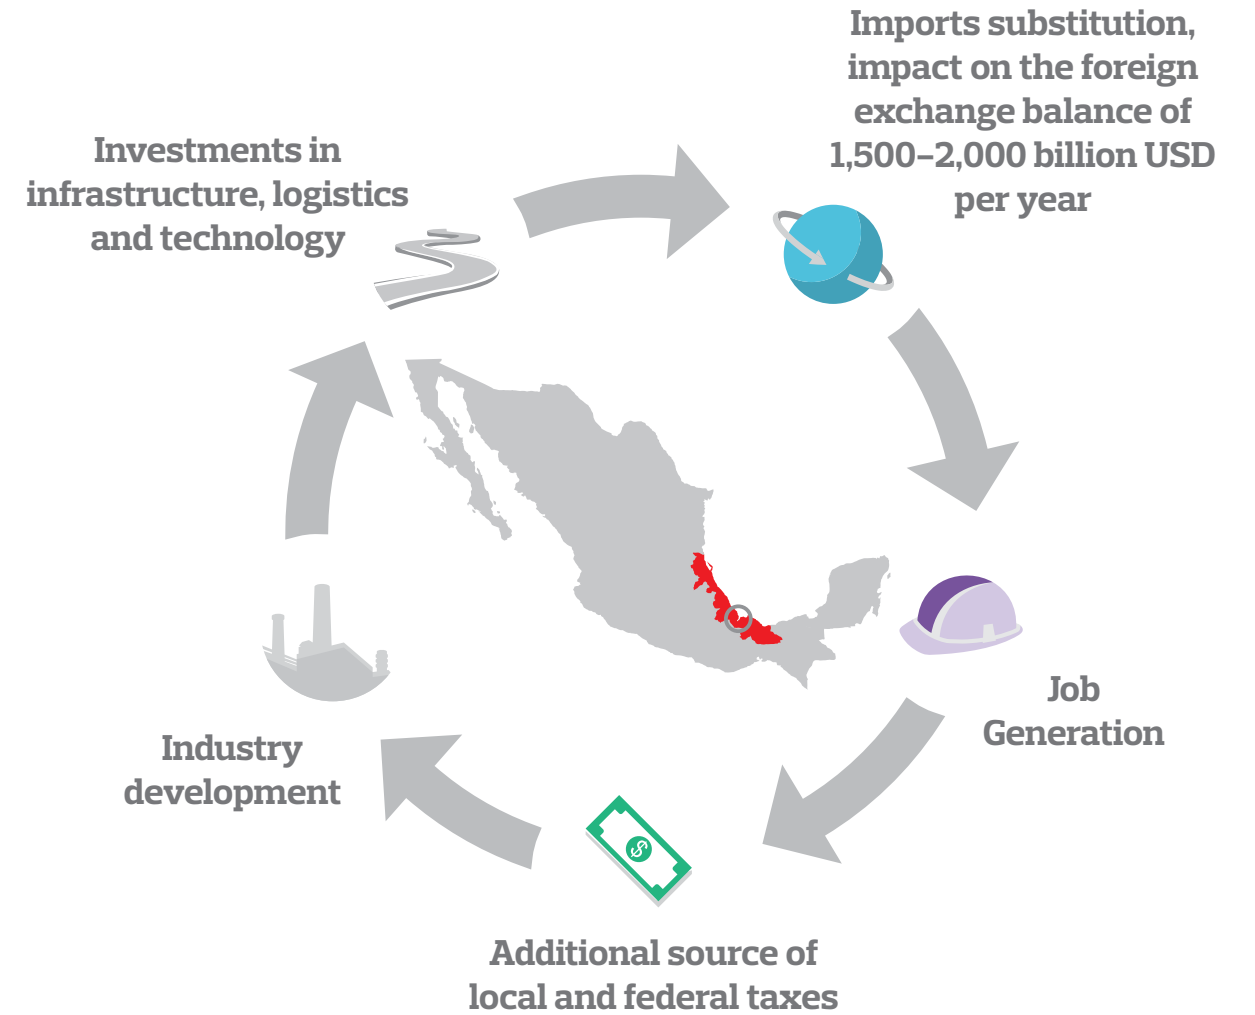 Imports substitution,
impact on the foreign
exchange balance of
1,500–2,000 billion USD
per year
Investments in
infrastructure, logistics
and technology
Job
Generation
Industry
development
$
Additional source of
local and federal taxes